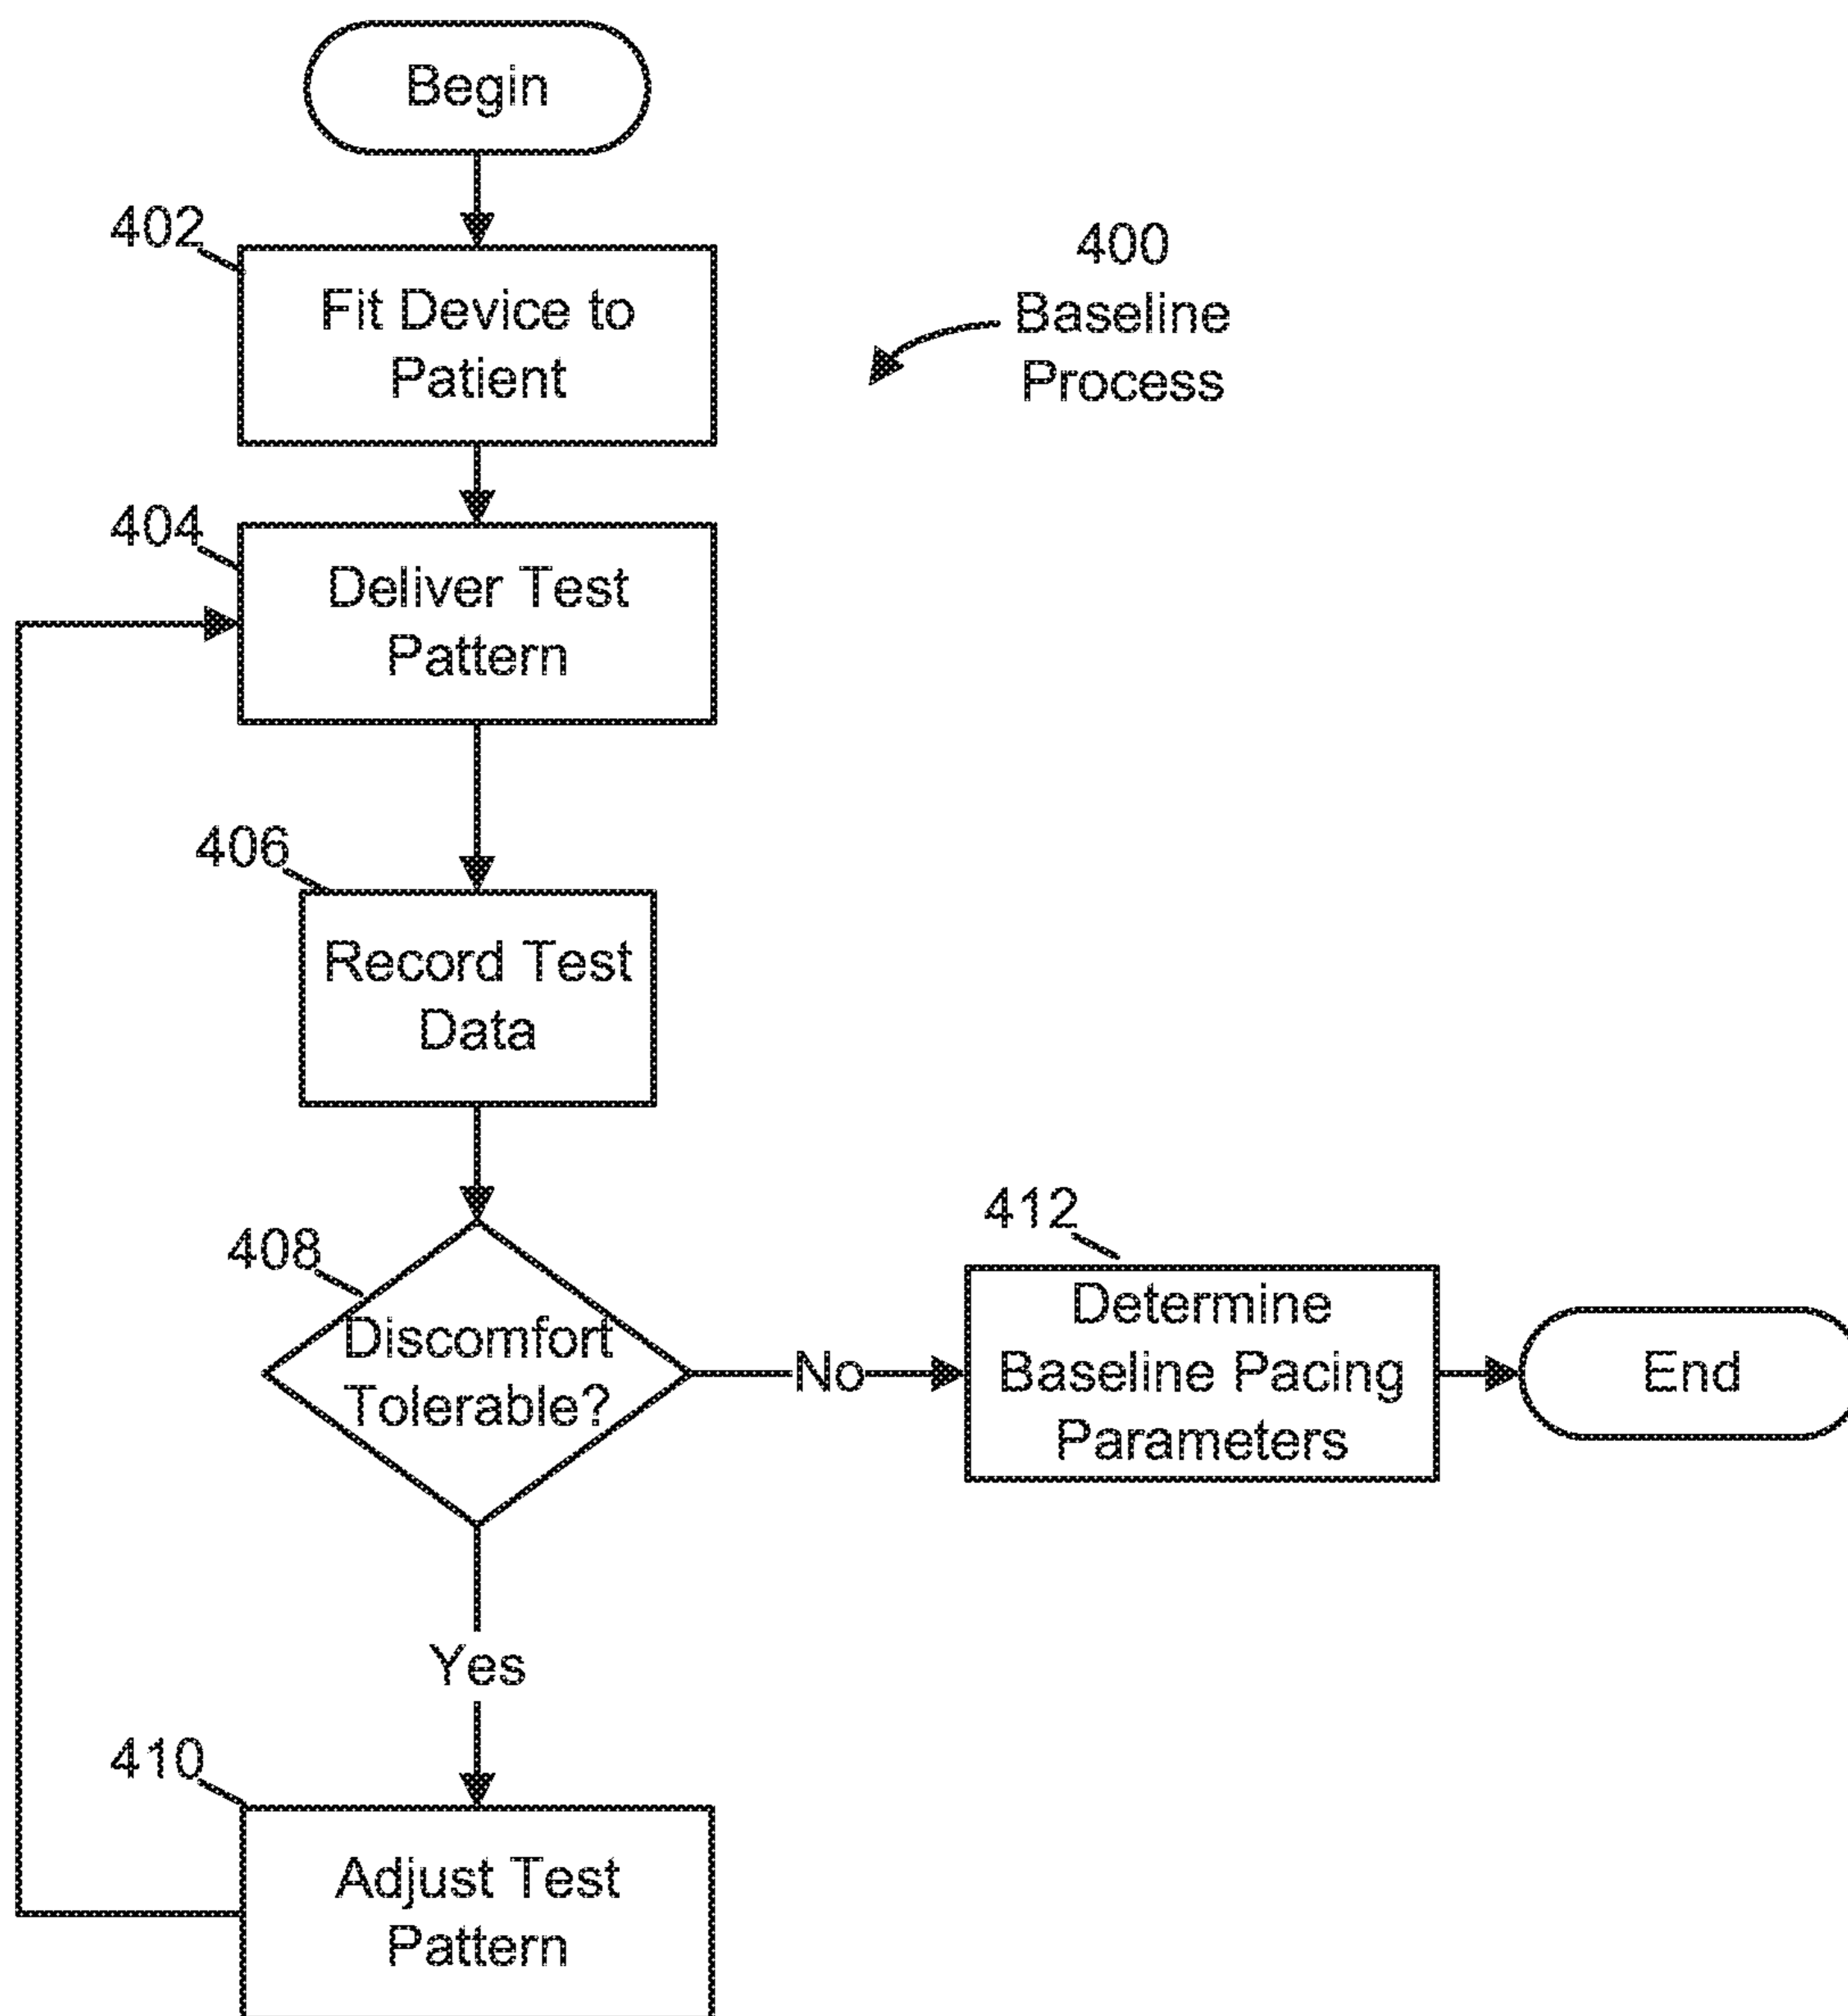 Begin
402
Fit Device to
Patient
400
Baseline
Process
404
Deliver Test
Pattern
406
Record Test
Data
408
Discomfort
Tolerable?
No
412
Determine
Baseline Pacing
Parameters
End
Yes
410
Adjust Test
Pattern